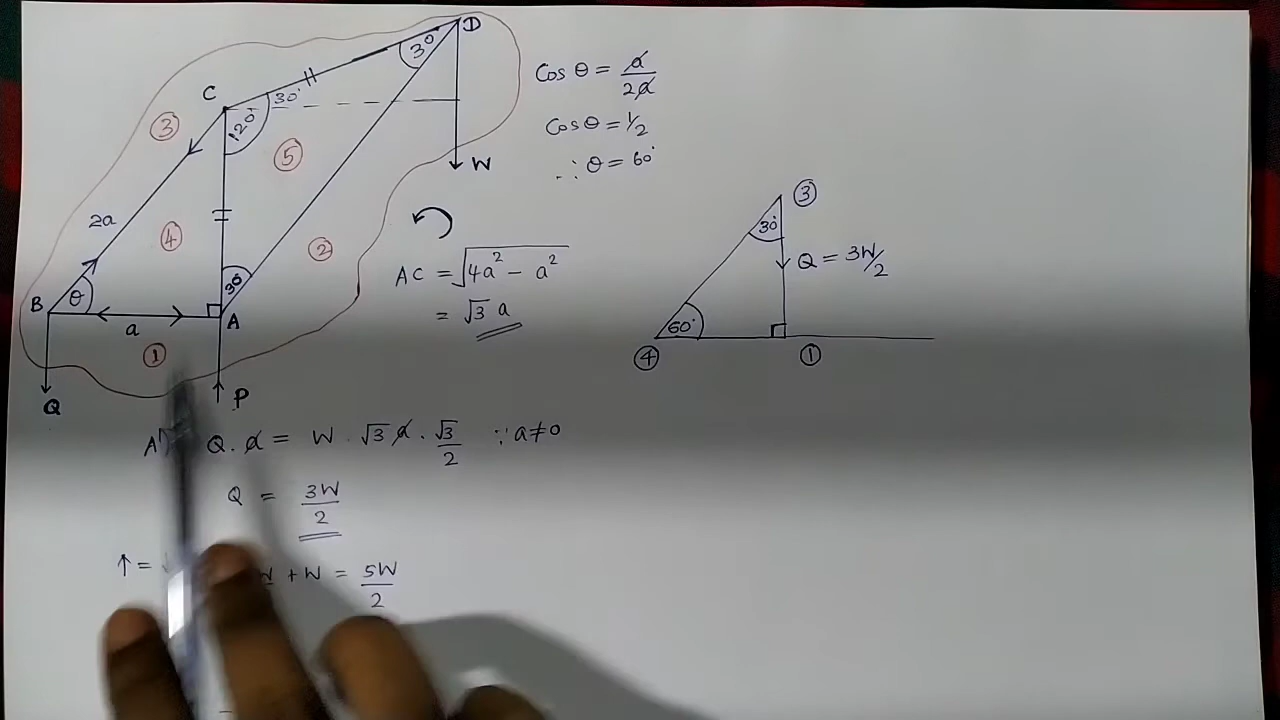 D
C
30
30°
120°
③
⑤
W
2a
④
②
30
B
θ
a
A
①
Q
P
Cos θ = a/2a
Cos θ = 1/2
∴ θ = 60°
AC = √4a² − a²
= √3 a
③
30°
Q = 3W/2
60°
④
①
A
Q. a = W . √3 a . √3/2 ∵ a≠0
Q = 3W/2
↑ =
+ W = 5W/2